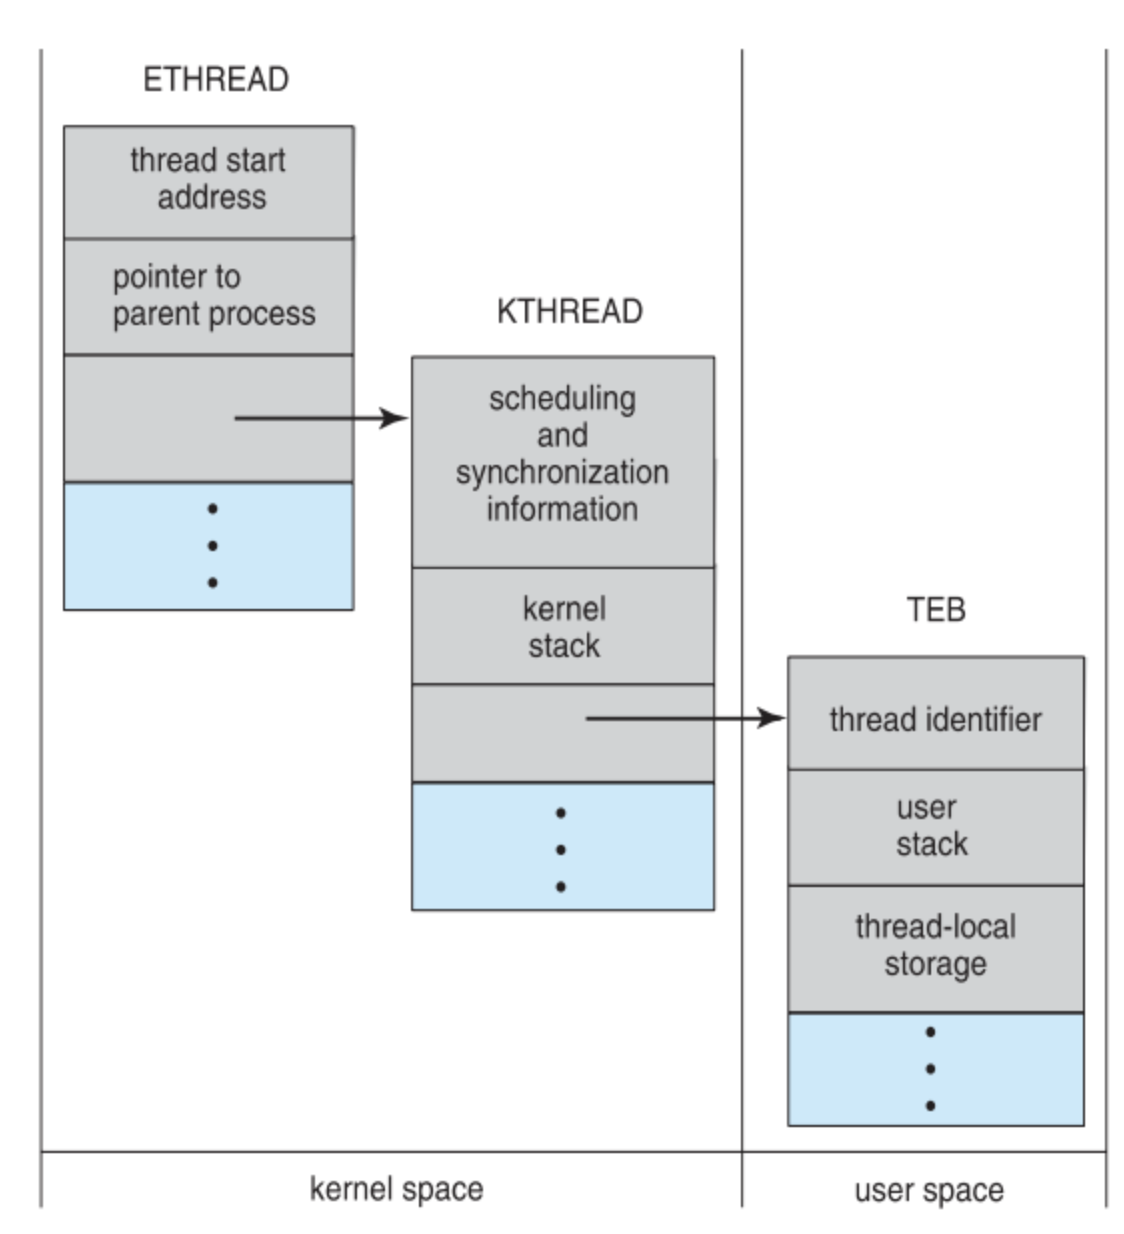 ETHREAD
thread start
address
pointer to
parent process
KTHREAD
scheduling
and
synchronization
information
kernel
stack
TEB
thread identifier
user
stack
thread-local
storage
kernel space
user space